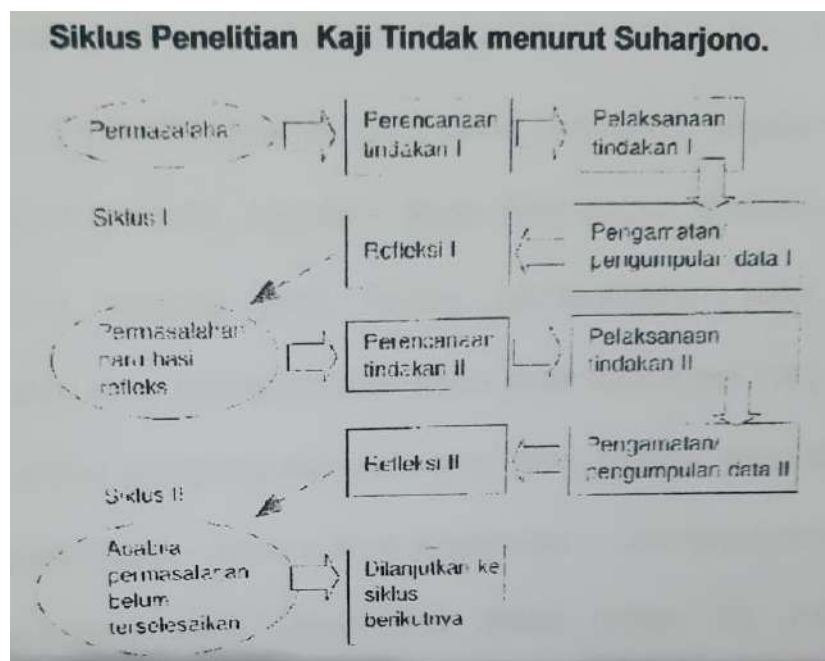 Siklus Penelitian Kaji Tindak menurut Suharjono.
Permasalahan
Perencanaan
tindakan I
Pelaksanaan
tindakan I
Siklus I
Refleksi I
Pengamatan/
pengumpulan data I
Permasalahan
baru hasil
refleksi
Perencanaan
tindakan II
Pelaksanaan
tindakan II
Siklus II
Refleksi II
Pengamatan/
pengumpulan data II
Apabila
permasalahan
belum
terselesaikan
Dilanjutkan ke
siklus
berikutnya